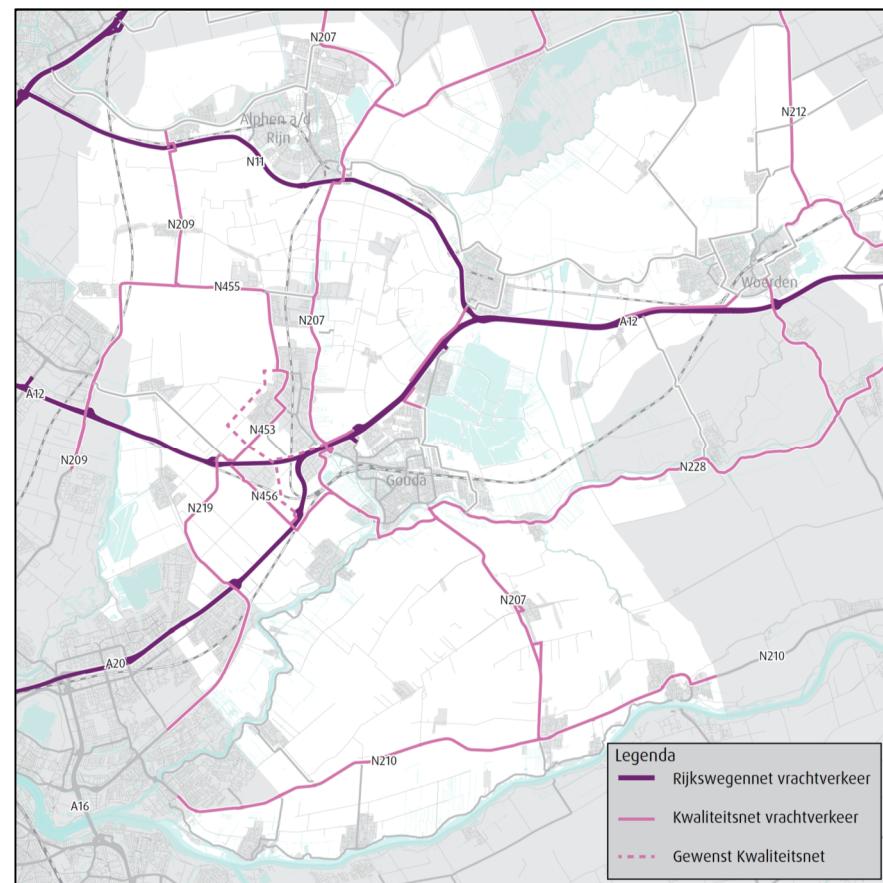 N207
N212
Alphen a/d
Rijn
N11
N209
Woerden
N455
N207
A12
A12
N453
N209
N228
Gouda
N456
N219
N207
N210
A20
N210
A16
Legenda
Rijkswegennet vrachtverkeer
Kwaliteitsnet vrachtverkeer
Gewenst Kwaliteitsnet